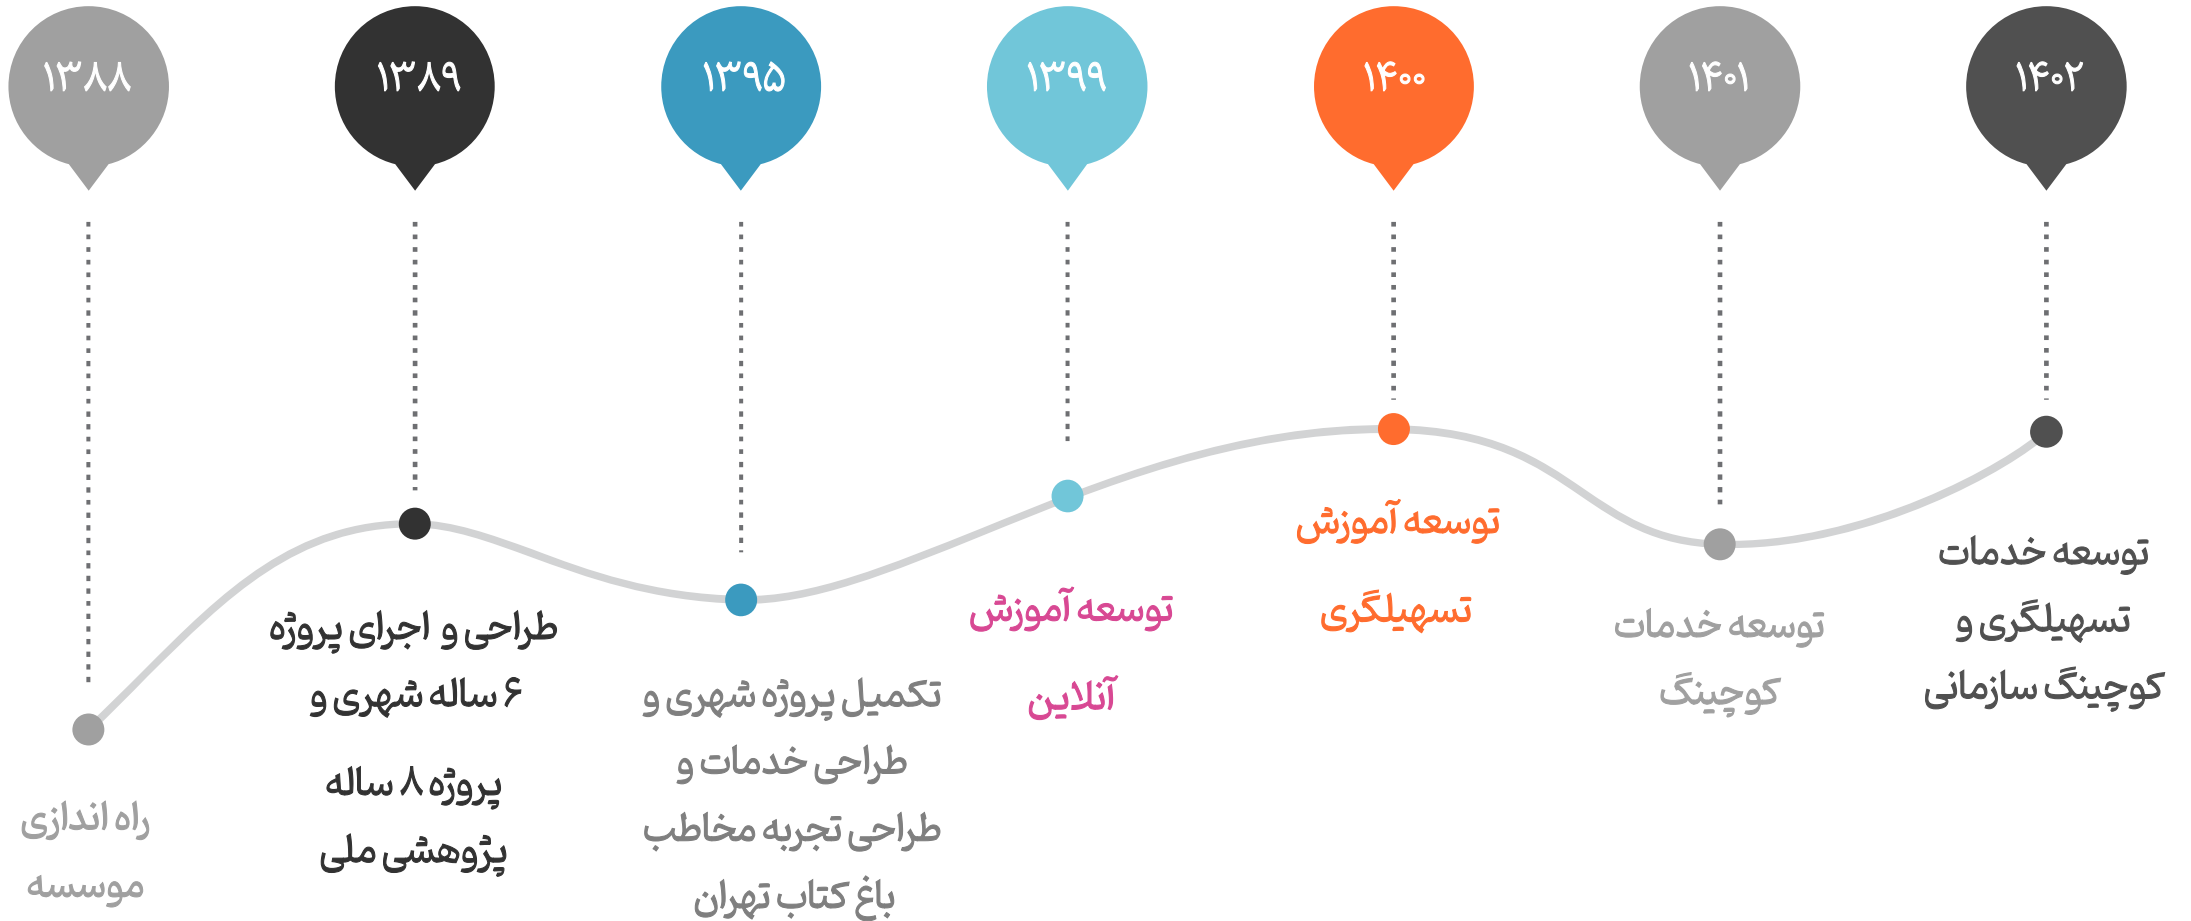 ۱۳۸۸
راه اندازی
موسسه
۱۳۸۹
طراحی و اجرای پروژه
۶ ساله شهری و
پروژه ۸ ساله
پژوهشی ملی
۱۳۹۵
تکمیل پروژه شهری و
طراحی خدمات و
طراحی تجربه مخاطب
باغ کتاب تهران
۱۳۹۹
توسعه آموزش
آنلاین
۱۴۰۰
توسعه آموزش
تسهیلگری
۱۴۰۱
توسعه خدمات
کوچینگ
۱۴۰۲
توسعه خدمات
تسهیلگری و
کوچینگ سازمانی